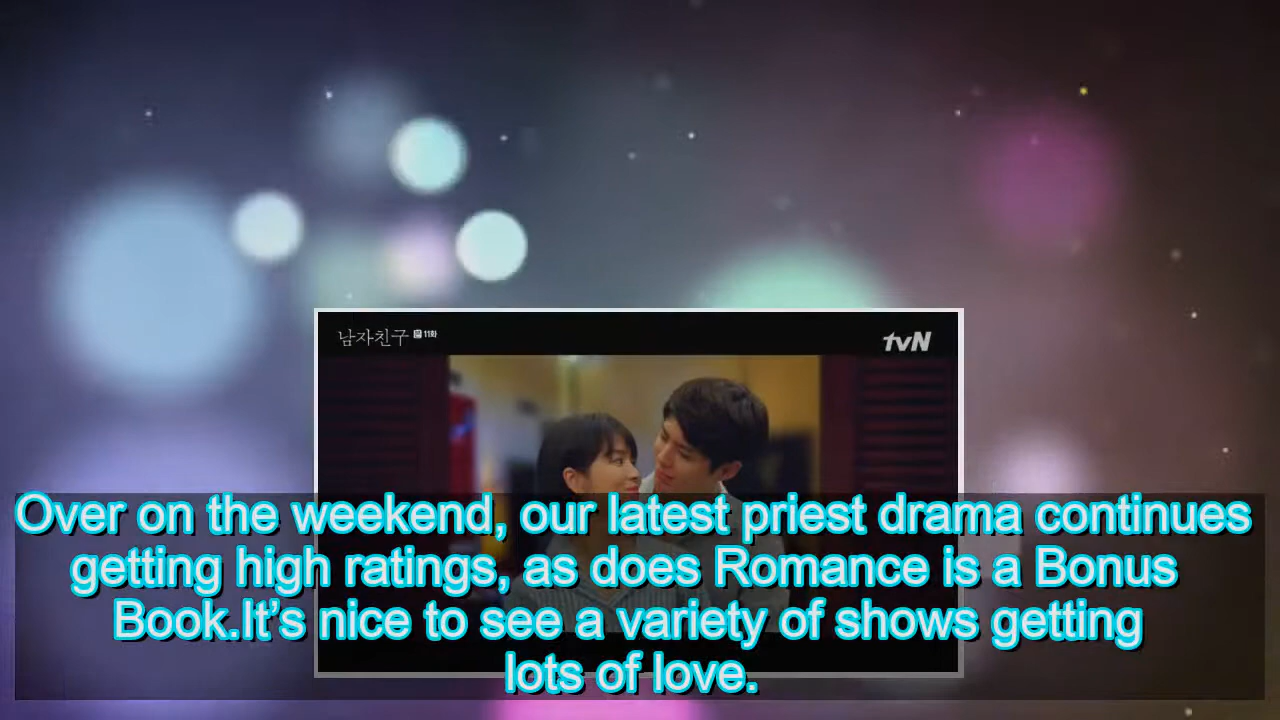 남자친구 11화
tvN
Over on the weekend, our latest priest drama continues
getting high ratings, as does Romance is a Bonus
Book.It’s nice to see a variety of shows getting
lots of love.